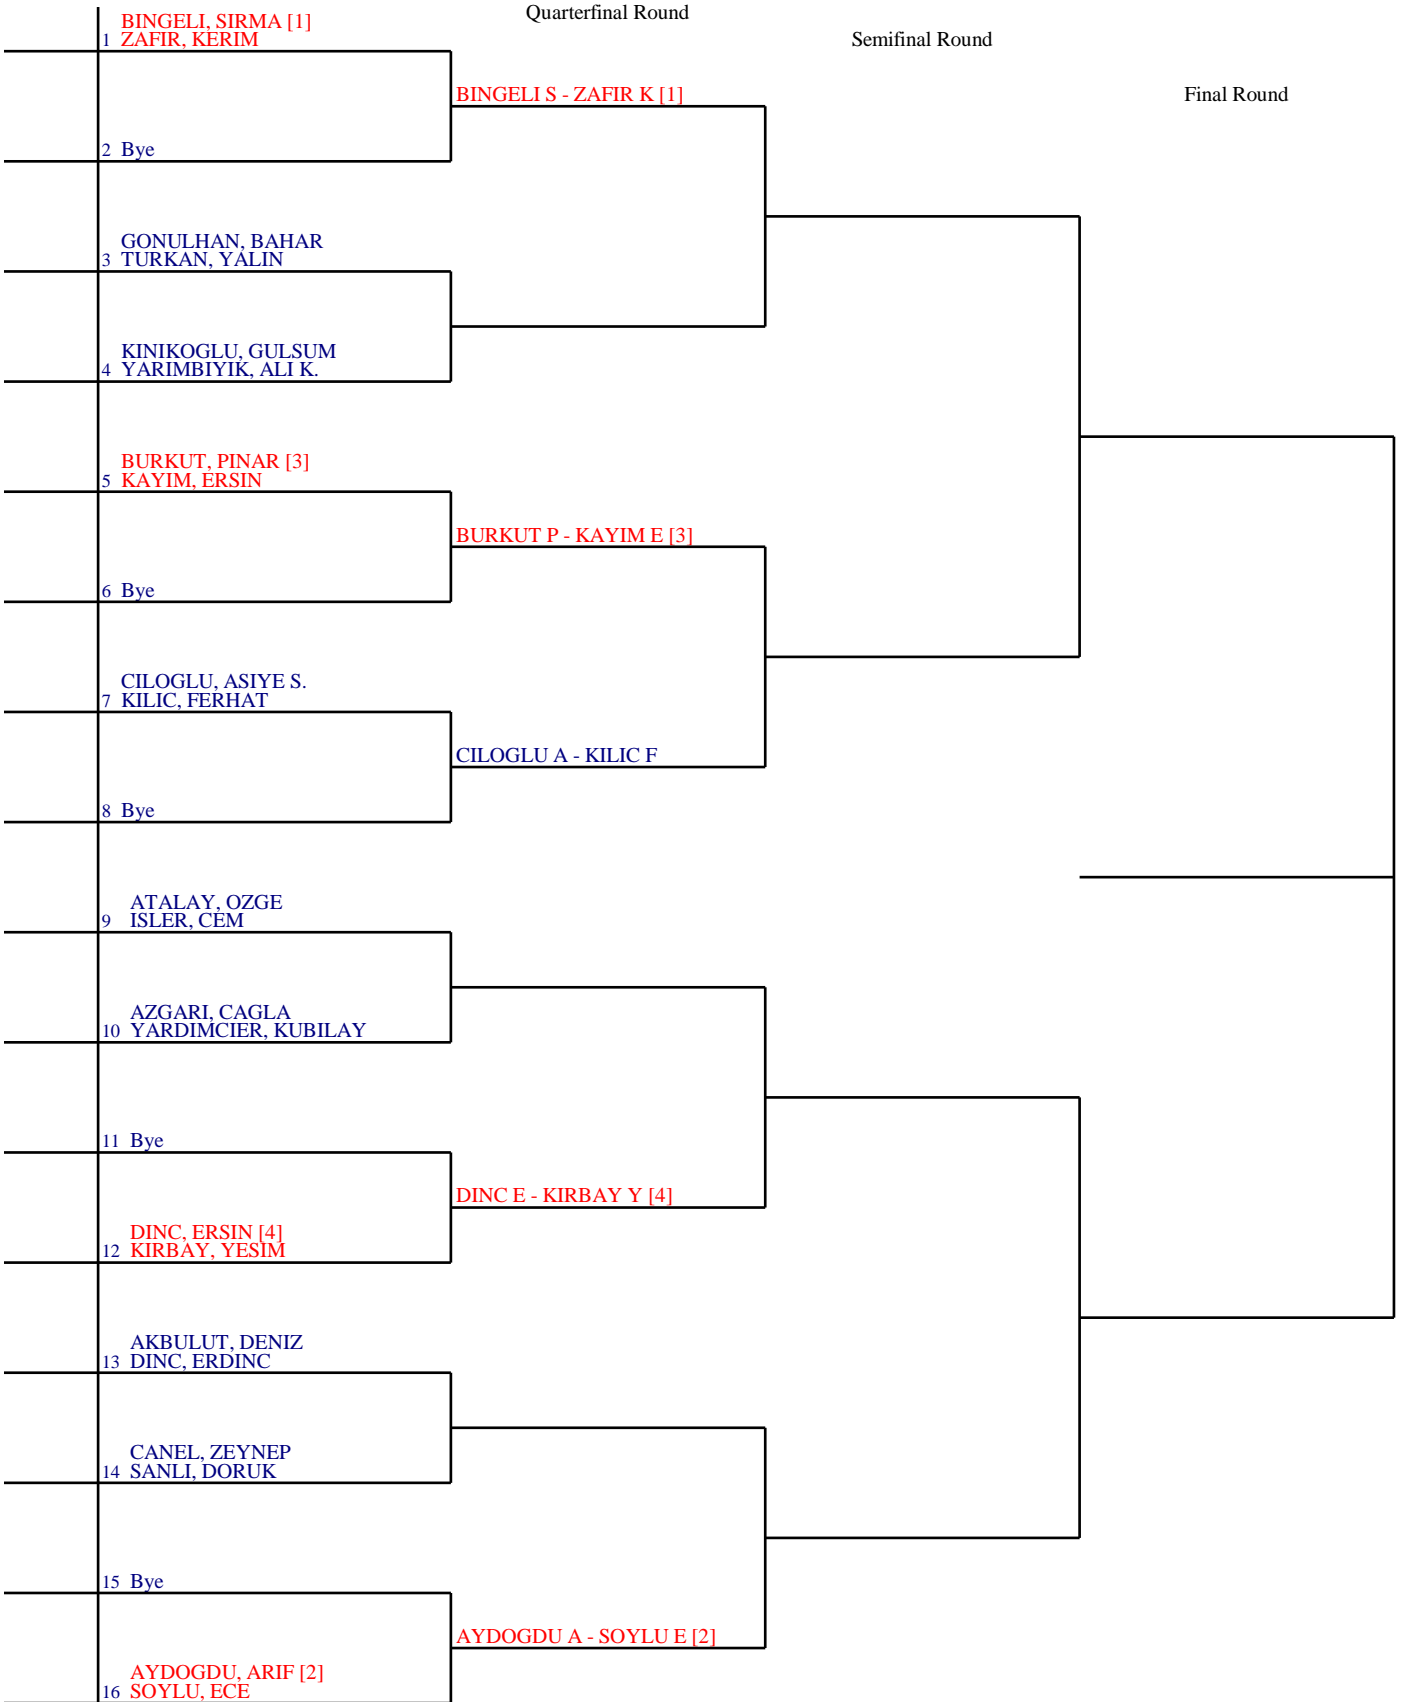 Quarterfinal Round
Semifinal Round
Final Round
BINGELI, SIRMA [1]
1 ZAFIR, KERIM
BINGELI S - ZAFIR K [1]
2 Bye
GONULHAN, BAHAR
3 TURKAN, YALIN
KINIKOGLU, GULSUM
4 YARIMBIYIK, ALI K.
BURKUT, PINAR [3]
5 KAYIM, ERSIN
BURKUT P - KAYIM E [3]
6 Bye
CILOGLU, ASIYE S.
7 KILIC, FERHAT
CILOGLU A - KILIC F
8 Bye
ATALAY, OZGE
9 ISLER, CEM
AZGARI, CAGLA
10 YARDIMCIER, KUBILAY
11 Bye
DINC E - KIRBAY Y [4]
DINC, ERSIN [4]
12 KIRBAY, YESIM
AKBULUT, DENIZ
13 DINC, ERDINC
CANEL, ZEYNEP
14 SANLI, DORUK
15 Bye
AYDOGDU A - SOYLU E [2]
AYDOGDU, ARIF [2]
16 SOYLU, ECE